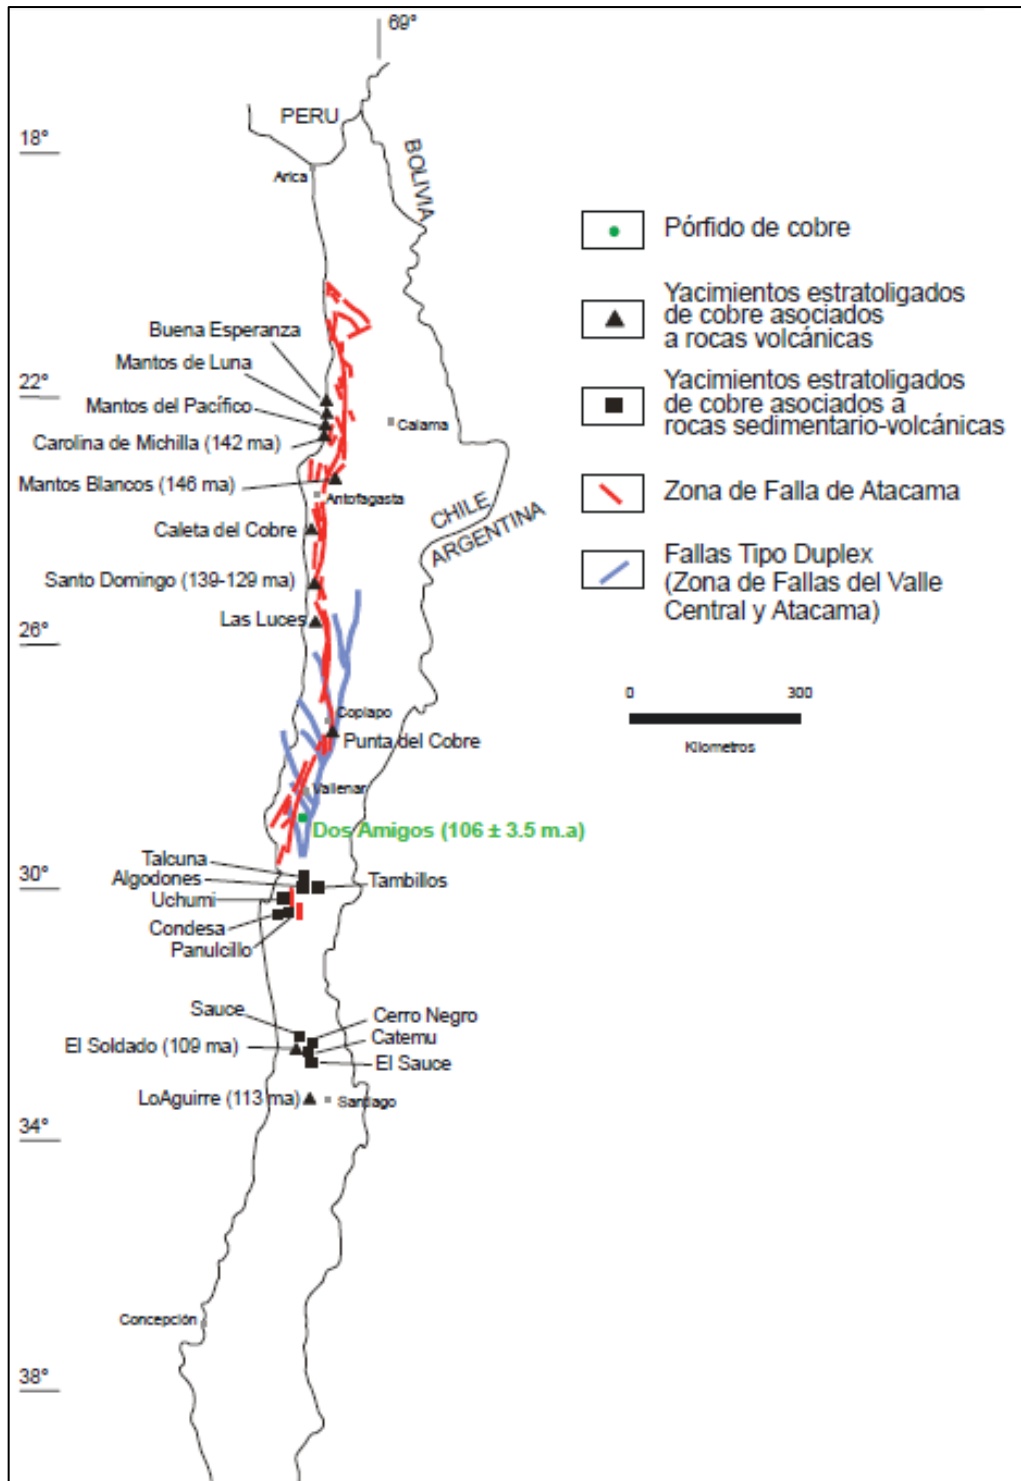 69°
PERU
18°
BOLIVIA
Arica
Pórfido de cobre
Yacimientos estratoligados
de cobre asociados
a rocas volcánicas
Yacimientos estratoligados
de cobre asociados a
rocas sedimentario-volcánicas
Zona de Falla de Atacama
Fallas Tipo Duplex
(Zona de Fallas del Valle
Central y Atacama)
0 300
Kilometros
Buena Esperanza
Mantos de Luna
22°
Mantos del Pacífico
Calama
Carolina de Michilla (142 ma)
Mantos Blancos (146 ma)
Antofagasta
CHILE
ARGENTINA
Caleta del Cobre
Santo Domingo (139-129 ma)
Las Luces
26°
Copiapo
Punta del Cobre
Vallenar
Dos Amigos (106 ± 3.5 m.a)
Talcuna
30°
Algodones
Tambillos
Uchumi
Condesa
Panulcillo
Sauce
Cerro Negro
El Soldado (109 ma)
Catemu
El Sauce
LoAguirre (113 ma)
Santiago
34°
Concepción
38°